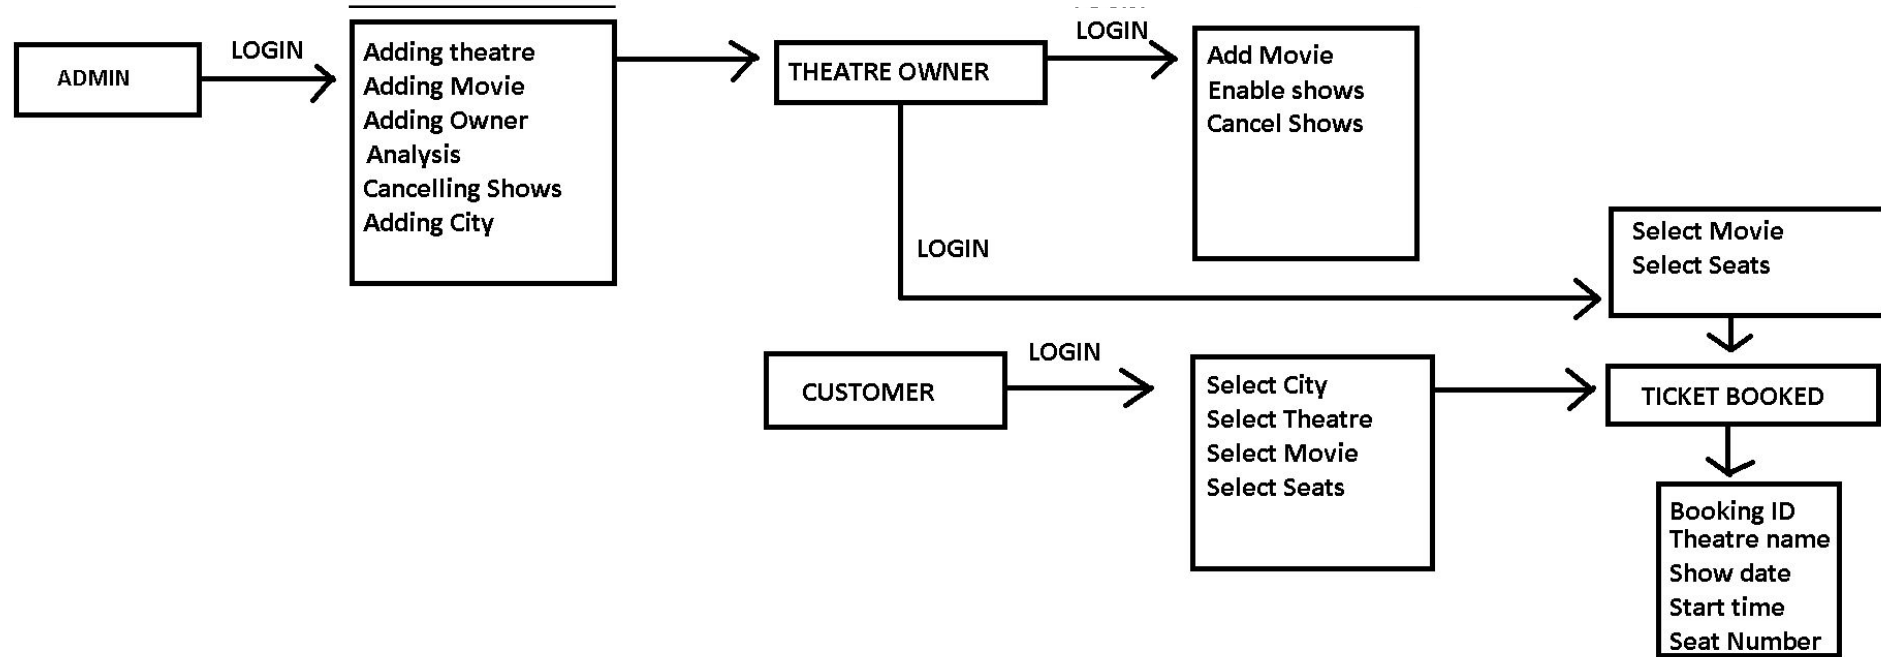 ADMIN
LOGIN
Adding theatre
Adding Movie
Adding Owner
Analysis
Cancelling Shows
Adding City
THEATRE OWNER
LOGIN
Add Movie
Enable shows
Cancel Shows
LOGIN
Select Movie
Select Seats
CUSTOMER
LOGIN
Select City
Select Theatre
Select Movie
Select Seats
TICKET BOOKED
Booking ID
Theatre name
Show date
Start time
Seat Number